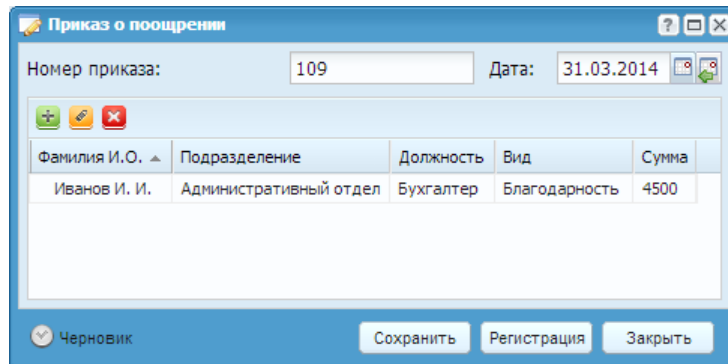 Приказ о поощрении
Номер приказа: 109 Дата: 31.03.2014
Фамилия И.О. Подразделение Должность Вид Сумма
Иванов И. И. Административный отдел Бухгалтер Благодарность 4500
Черновик Сохранить Регистрация Закрыть